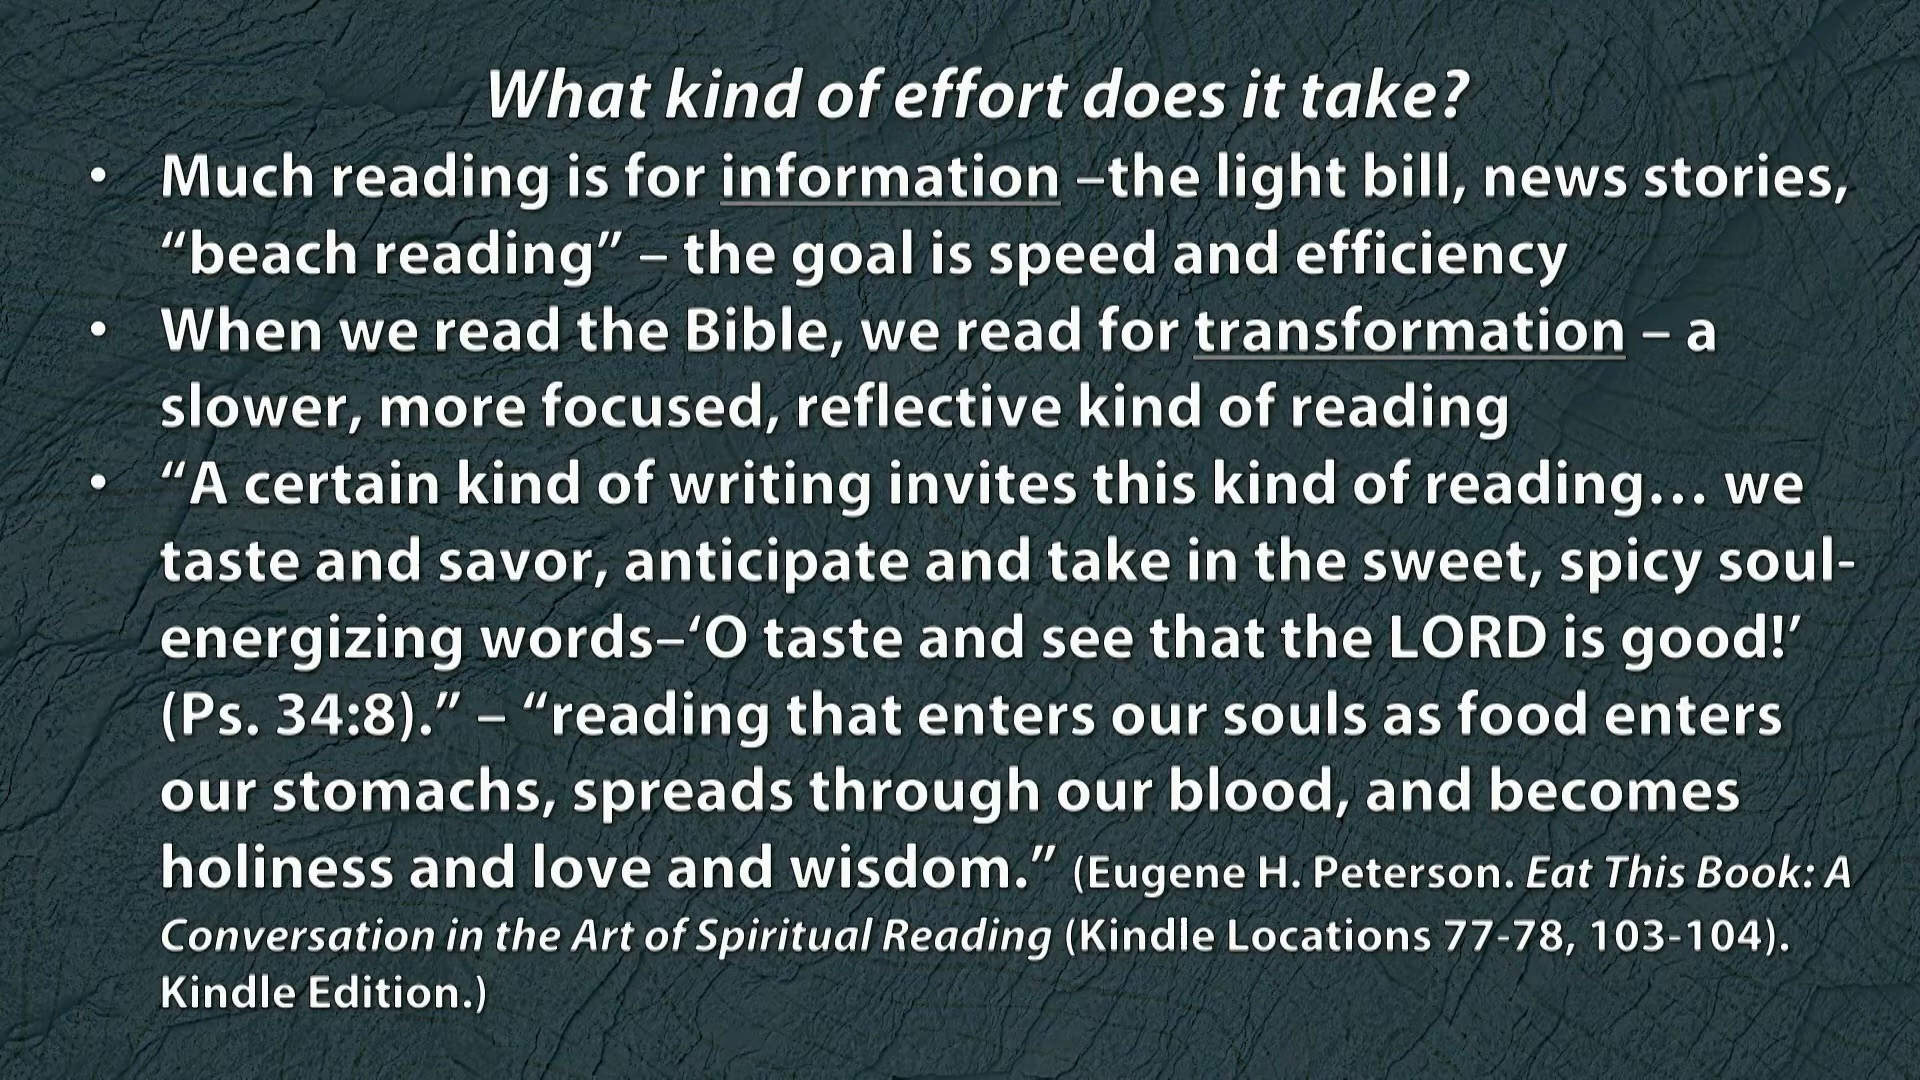 What kind of effort does it take?
• Much reading is for information –the light bill, news stories,
“beach reading” – the goal is speed and efficiency
• When we read the Bible, we read for transformation – a
slower, more focused, reflective kind of reading
• “A certain kind of writing invites this kind of reading… we
taste and savor, anticipate and take in the sweet, spicy soul-
energizing words–‘O taste and see that the LORD is good!’
(Ps. 34:8).” – “reading that enters our souls as food enters
our stomachs, spreads through our blood, and becomes
holiness and love and wisdom.” (Eugene H. Peterson. Eat This Book: A
Conversation in the Art of Spiritual Reading (Kindle Locations 77-78, 103-104).
Kindle Edition.)